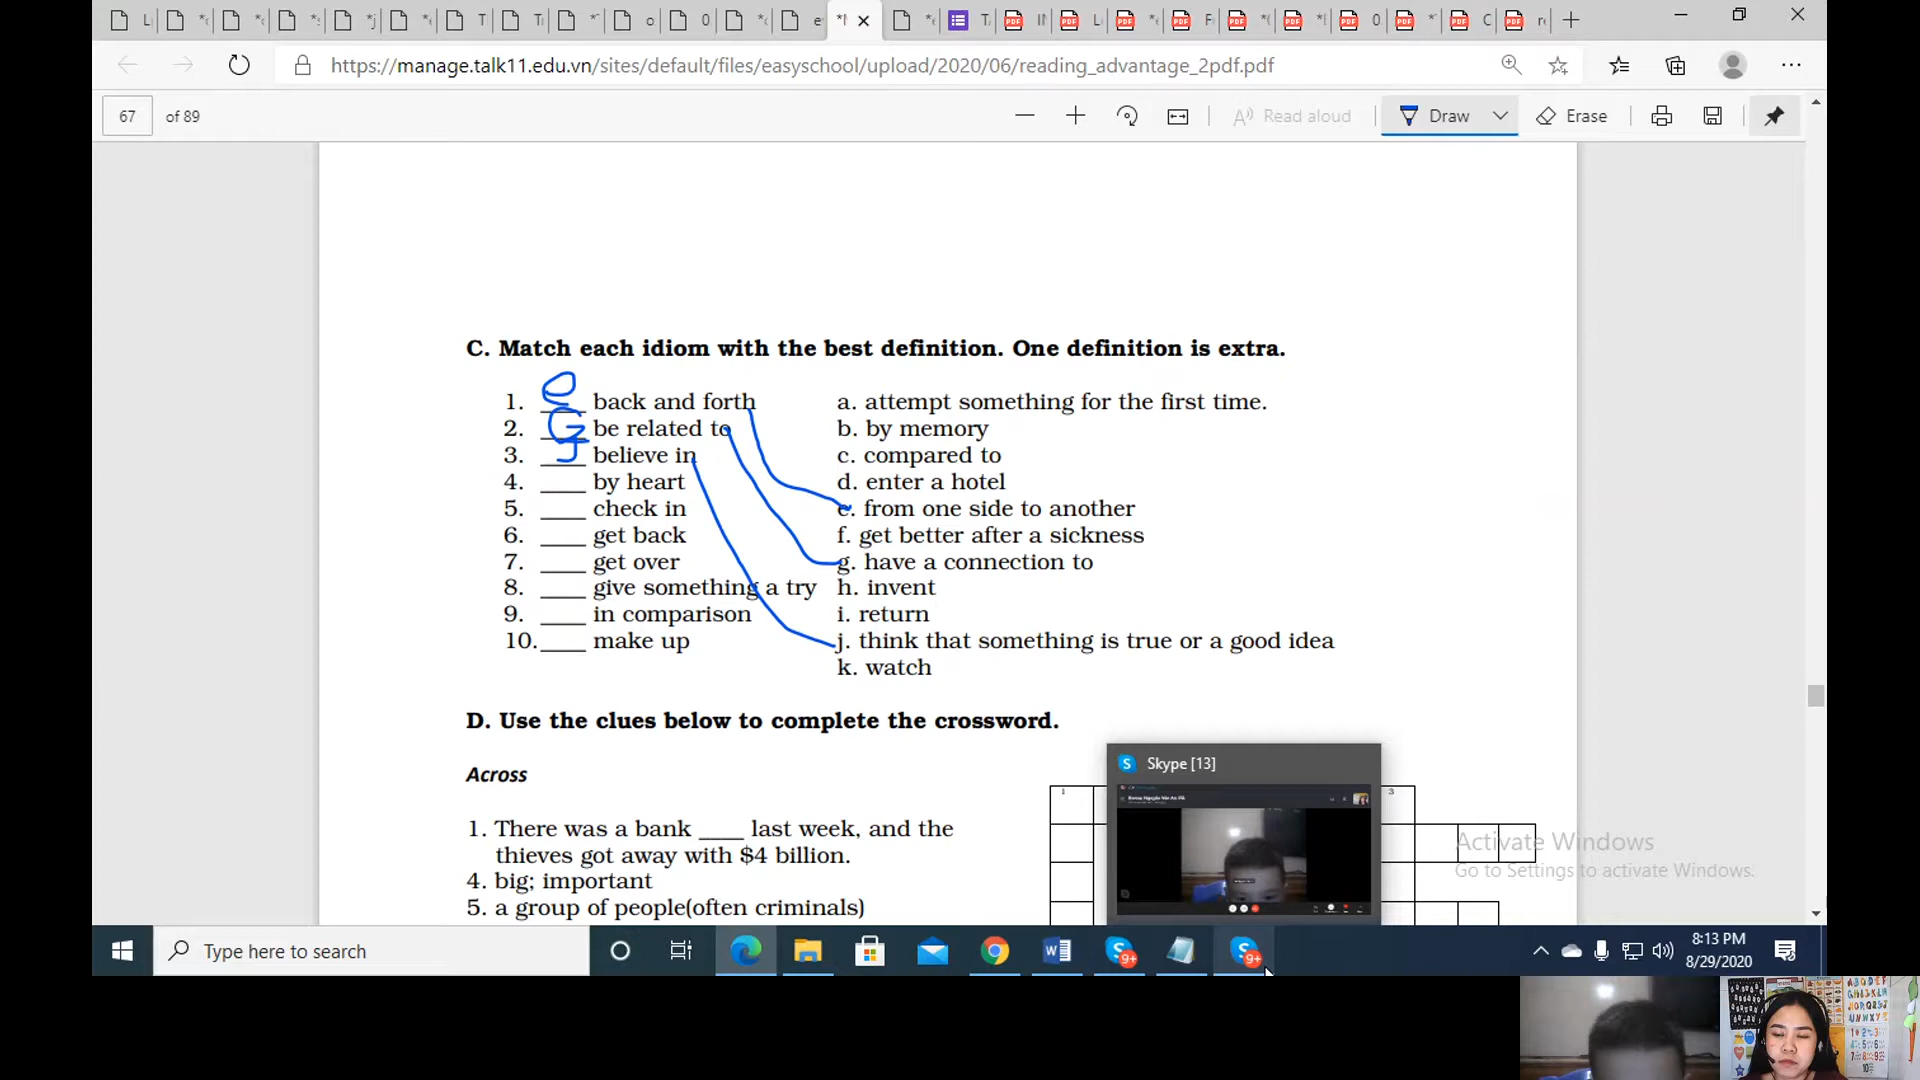 https://manage.talk11.edu.vn/sites/default/files/easyschool/upload/2020/06/reading_advantage_2pdf.pdf
67 of 89
Read aloud
Draw
Erase
C. Match each idiom with the best definition. One definition is extra.
1. e back and forth a. attempt something for the first time.
2. G be related to b. by memory
3. J believe in c. compared to
4. ____ by heart d. enter a hotel
5. ____ check in e. from one side to another
6. ____ get back f. get better after a sickness
7. ____ get over g. have a connection to
8. ____ give something a try h. invent
9. ____ in comparison i. return
10.____ make up j. think that something is true or a good idea
k. watch
D. Use the clues below to complete the crossword.
Across
1. There was a bank ____ last week, and the
thieves got away with $4 billion.
4. big; important
5. a group of people(often criminals)
1
3
Skype [13]
Activate Windows
Go to Settings to activate Windows.
Type here to search
9+
9+
8:13 PM
8/29/2020